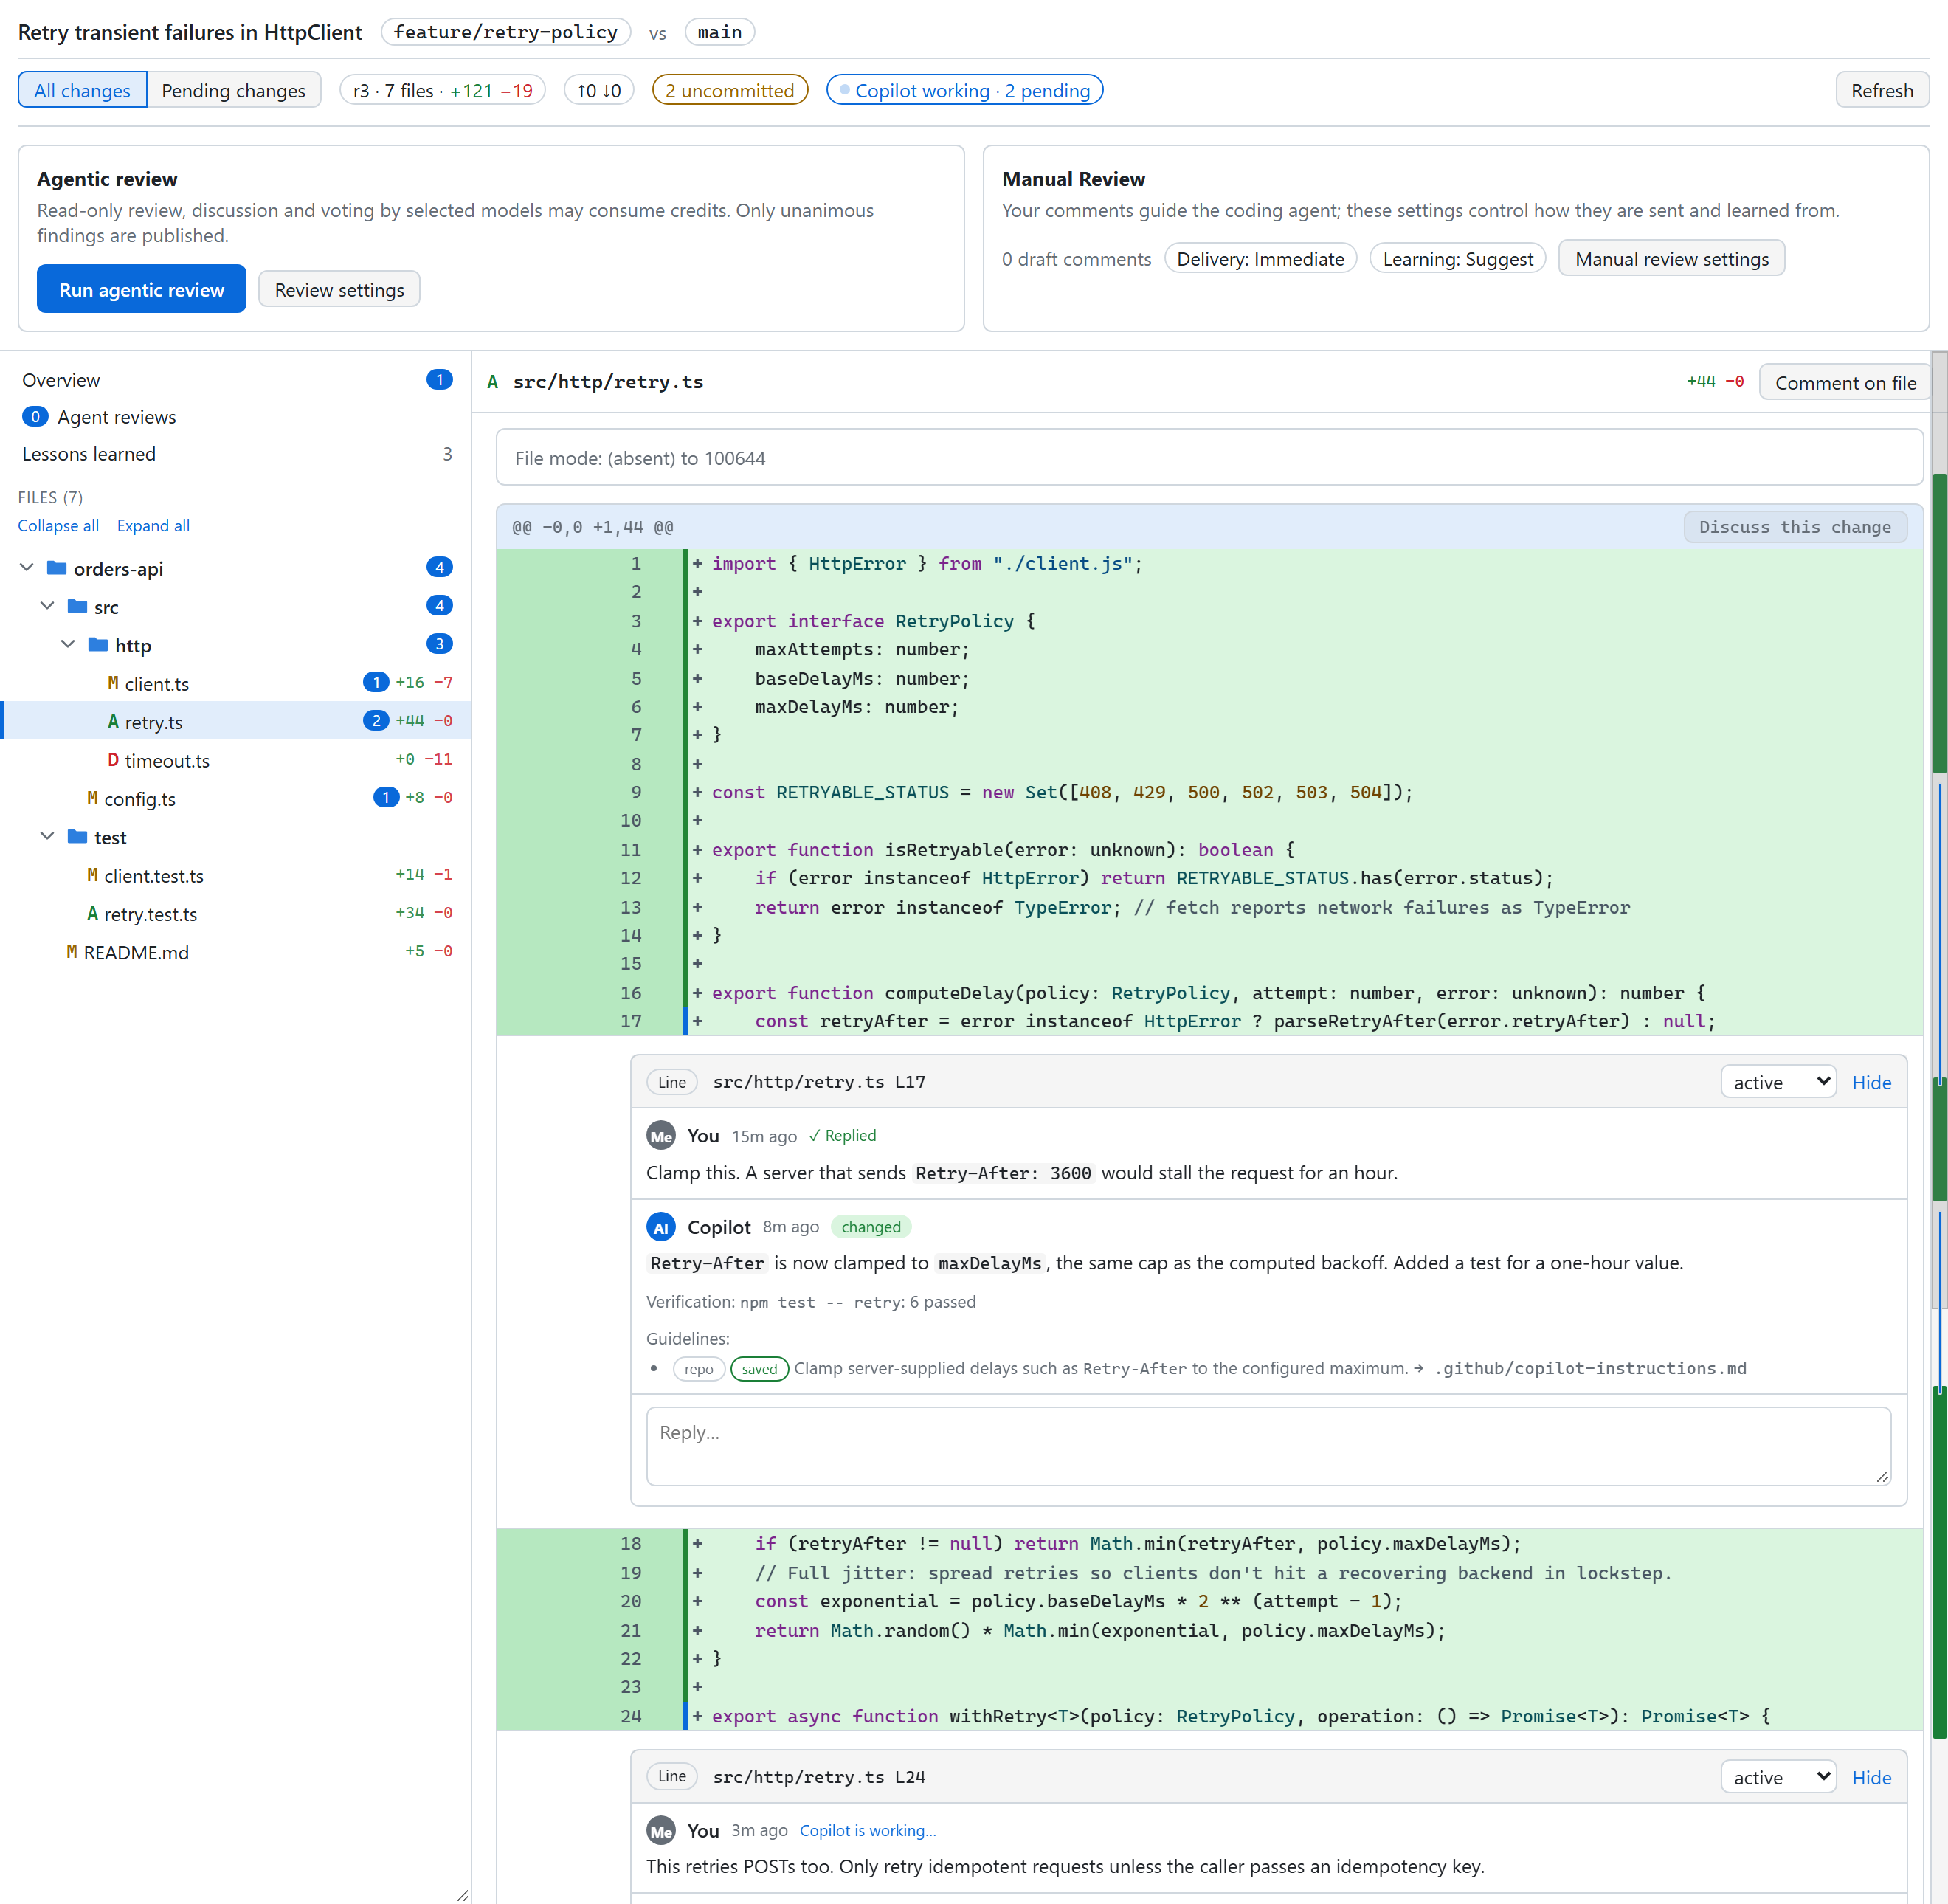 Retry transient failures in HttpClient feature/retry-policy vs main
All changes Pending changes r3 · 7 files · +121 −19 ↑0 ↓0 2 uncommitted Copilot working · 2 pending Refresh
Agentic review
Read-only review, discussion and voting by selected models may consume credits. Only unanimous
findings are published.
Run agentic review Review settings
Manual Review
Your comments guide the coding agent; these settings control how they are sent and learned from.
0 draft comments Delivery: Immediate Learning: Suggest Manual review settings
Overview 1
0 Agent reviews
Lessons learned 3
FILES (7)
Collapse all Expand all
orders-api 4
src 4
http 3
M client.ts 1 +16 −7
A retry.ts 2 +44 −0
D timeout.ts +0 −11
M config.ts 1 +8 −0
test
M client.test.ts +14 −1
A retry.test.ts +34 −0
M README.md +5 −0
A src/http/retry.ts +44 −0 Comment on file
File mode: (absent) to 100644
@@ −0,0 +1,44 @@ Discuss this change
1 + import { HttpError } from "./client.js";
2 +
3 + export interface RetryPolicy {
4 + maxAttempts: number;
5 + baseDelayMs: number;
6 + maxDelayMs: number;
7 + }
8 +
9 + const RETRYABLE_STATUS = new Set([408, 429, 500, 502, 503, 504]);
10 +
11 + export function isRetryable(error: unknown): boolean {
12 + if (error instanceof HttpError) return RETRYABLE_STATUS.has(error.status);
13 + return error instanceof TypeError; // fetch reports network failures as TypeError
14 + }
15 +
16 + export function computeDelay(policy: RetryPolicy, attempt: number, error: unknown): number {
17 + const retryAfter = error instanceof HttpError ? parseRetryAfter(error.retryAfter) : null;
Line src/http/retry.ts L17 active Hide
Me You 15m ago ✓ Replied
Clamp this. A server that sends Retry-After: 3600 would stall the request for an hour.
AI Copilot 8m ago changed
Retry-After is now clamped to maxDelayMs, the same cap as the computed backoff. Added a test for a one-hour value.
Verification: npm test -- retry: 6 passed
Guidelines:
• repo saved Clamp server-supplied delays such as Retry-After to the configured maximum. → .github/copilot-instructions.md
Reply...
18 + if (retryAfter != null) return Math.min(retryAfter, policy.maxDelayMs);
19 + // Full jitter: spread retries so clients don't hit a recovering backend in lockstep.
20 + const exponential = policy.baseDelayMs * 2 ** (attempt - 1);
21 + return Math.random() * Math.min(exponential, policy.maxDelayMs);
22 + }
23 +
24 + export async function withRetry<T>(policy: RetryPolicy, operation: () => Promise<T>): Promise<T> {
Line src/http/retry.ts L24 active Hide
Me You 3m ago Copilot is working...
This retries POSTs too. Only retry idempotent requests unless the caller passes an idempotency key.